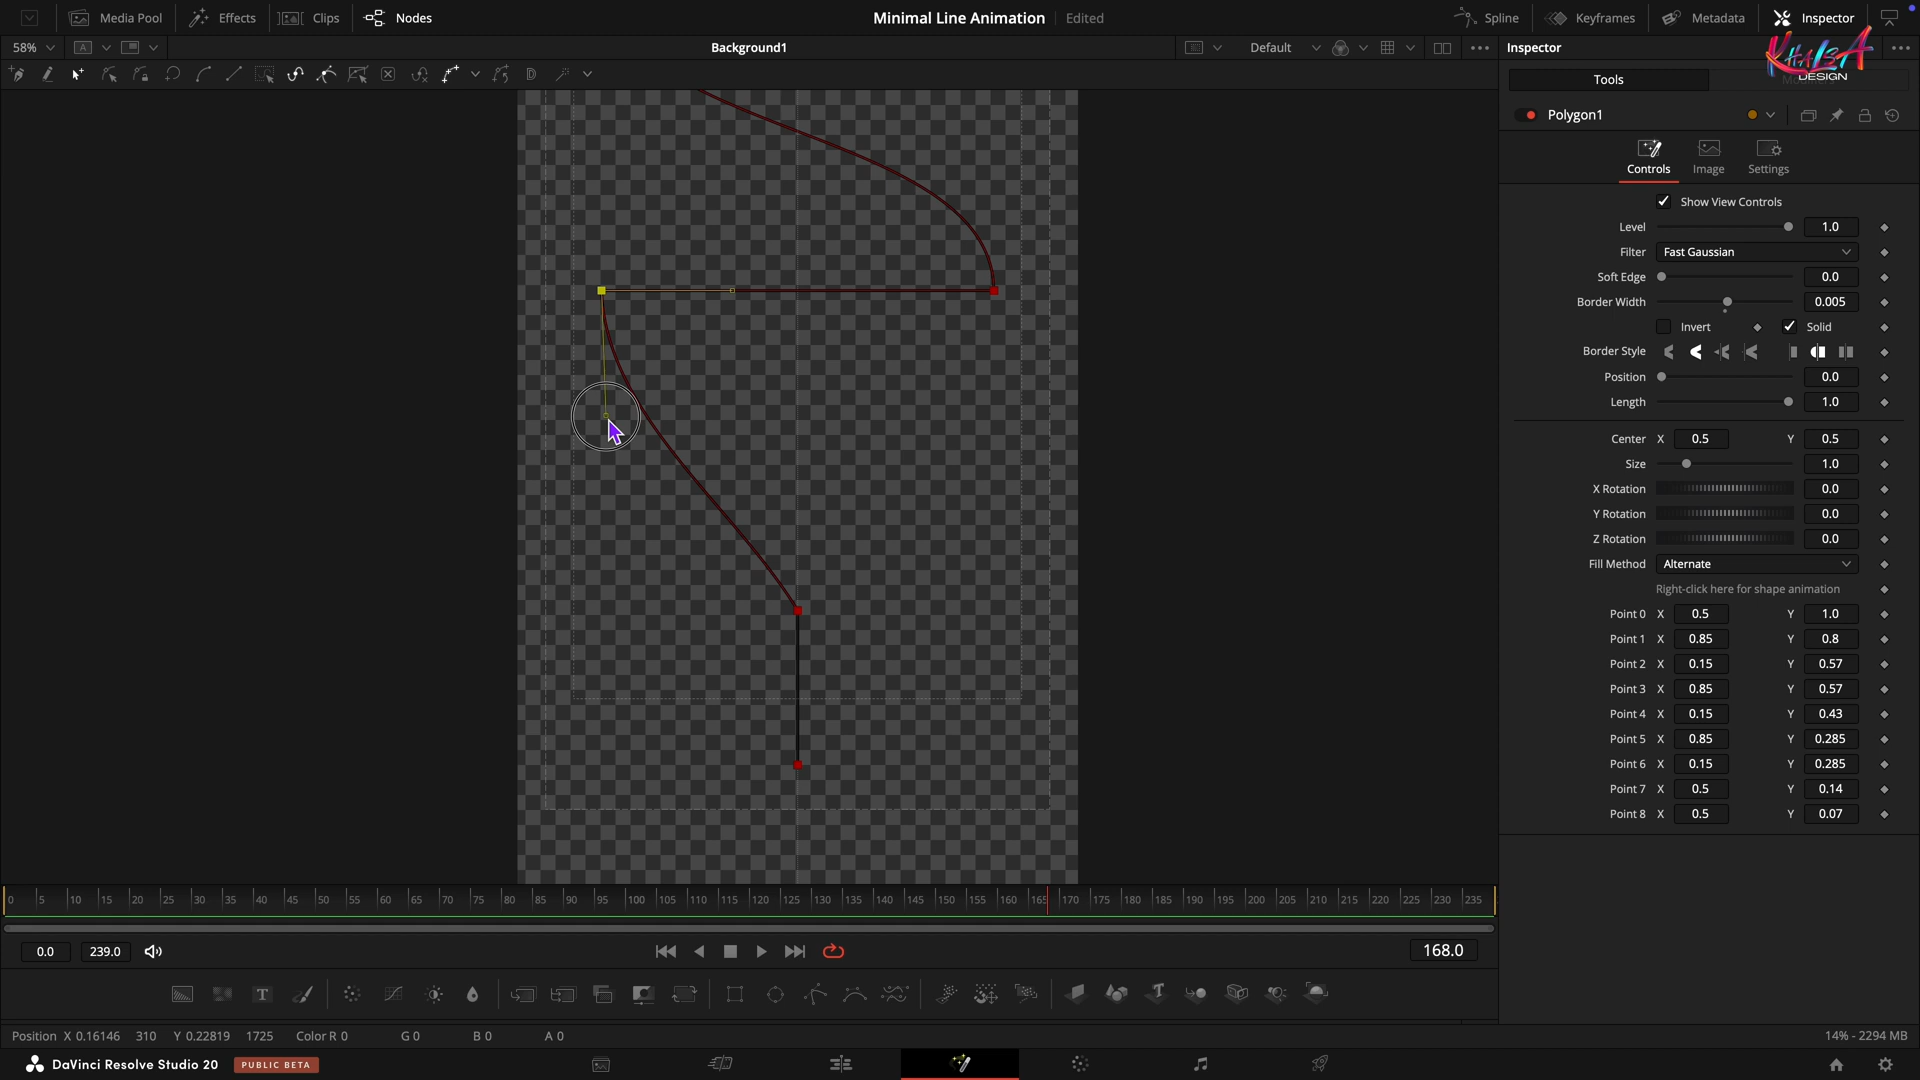 Media Pool Effects Clips Nodes Minimal Line Animation Edited Spline Keyframes Metadata Inspector
58% A Background1 Default Inspector
KHALSA
DESIGN
Tools
Polygon1
Controls Image Settings
Show View Controls
Level 1.0
Filter Fast Gaussian
Soft Edge 0.0
Border Width 0.005
Invert Solid
Border Style
Position 0.0
Length 1.0
Center X 0.5 Y 0.5
Size 1.0
X Rotation 0.0
Y Rotation 0.0
Z Rotation 0.0
Fill Method Alternate
Right-click here for shape animation
Point 0 X 0.5 Y 1.0
Point 1 X 0.85 Y 0.8
Point 2 X 0.15 Y 0.57
Point 3 X 0.85 Y 0.57
Point 4 X 0.15 Y 0.43
Point 5 X 0.85 Y 0.285
Point 6 X 0.15 Y 0.285
Point 7 X 0.5 Y 0.14
Point 8 X 0.5 Y 0.07
0 5 10 15 20 25 30 35 40 45 50 55 60 65 70 75 80 85 90 95 100 105 110 115 120 125 130 135 140 145 150 155 160 165 170 175 180 185 190 195 200 205 210 215 220 225 230 235
0.0 239.0 168.0
T T
Position X 0.16146 310 Y 0.22819 1725 Color R 0 G 0 B 0 A 0 14% - 2294 MB
DaVinci Resolve Studio 20 PUBLIC BETA